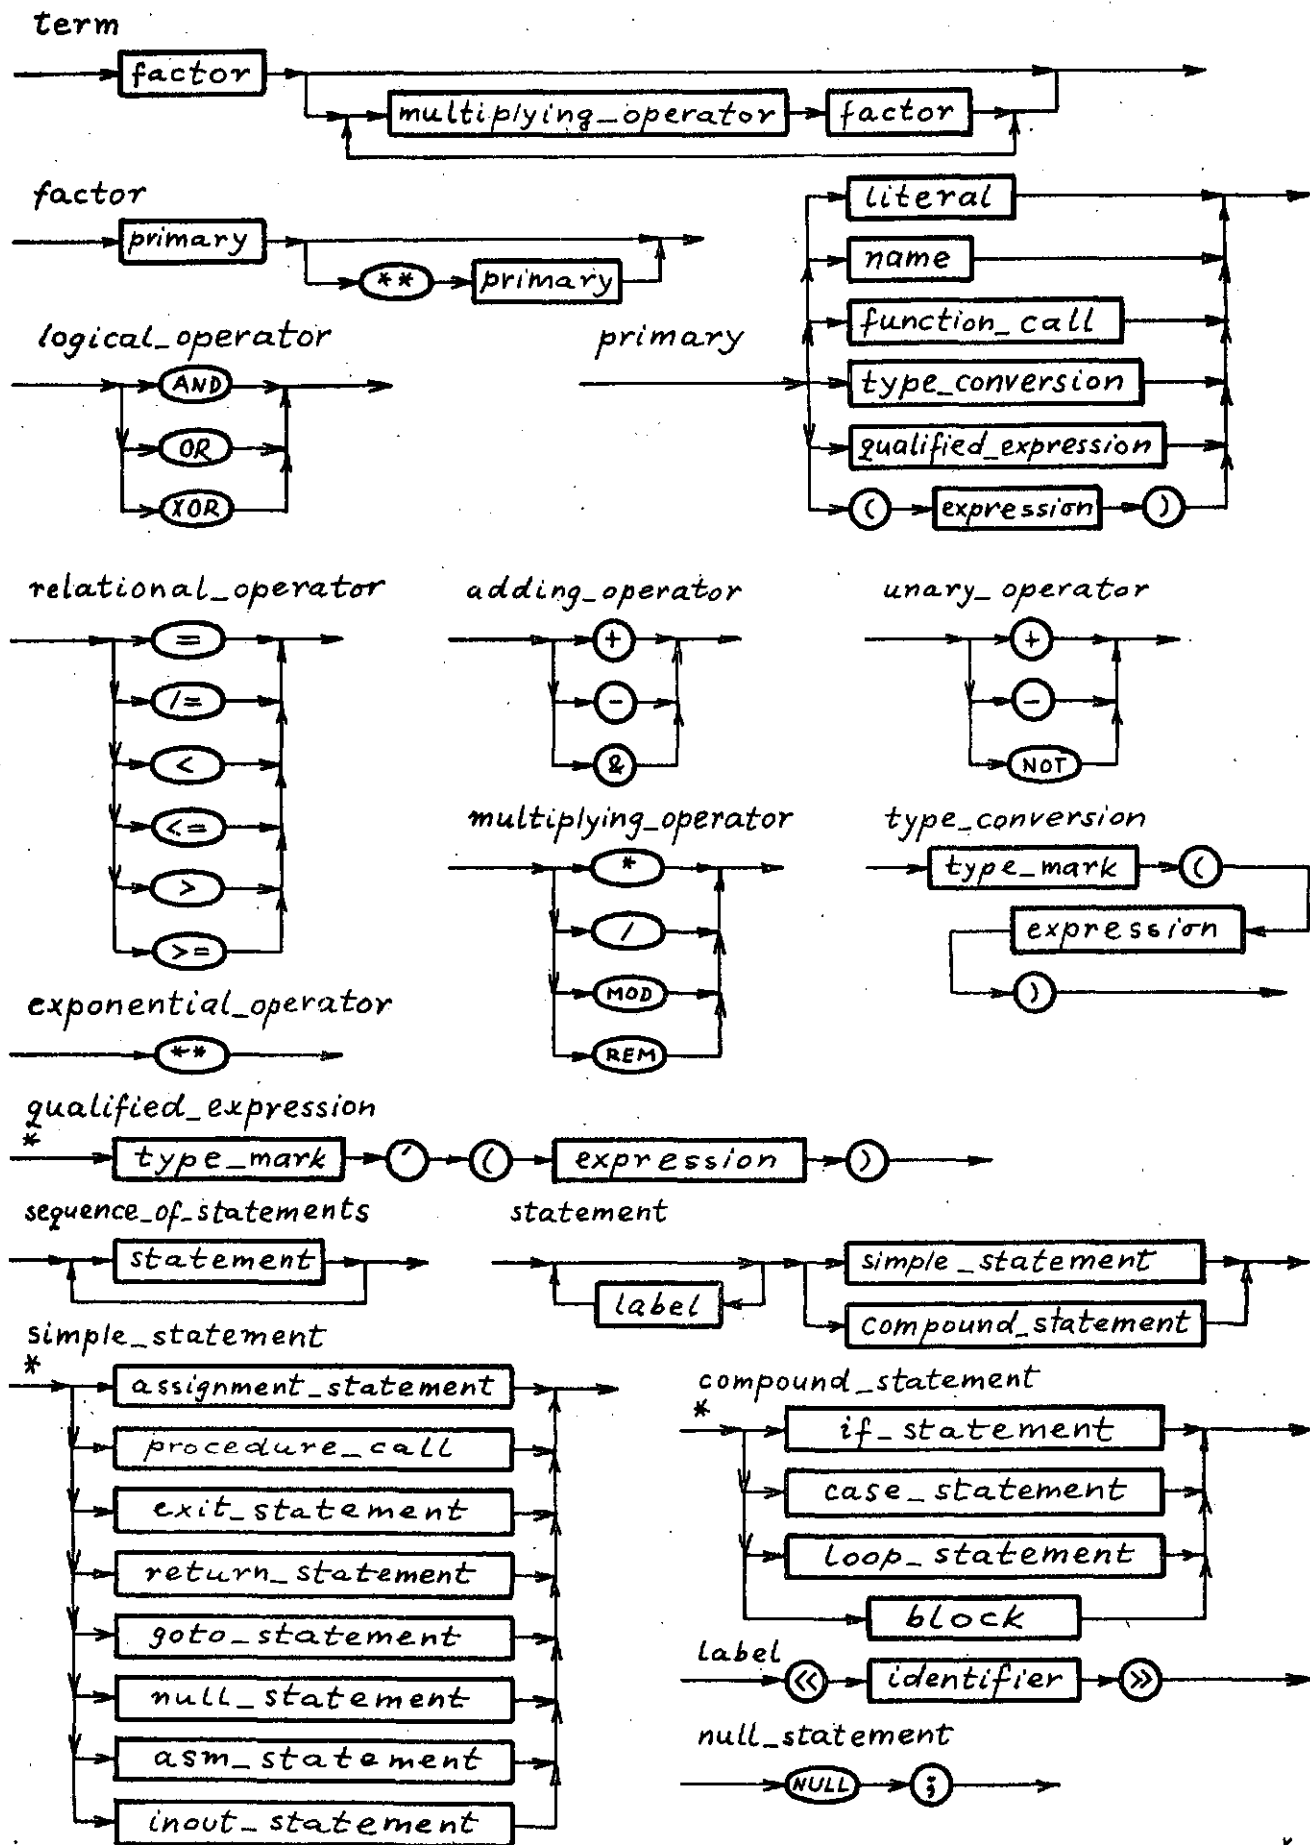 term
factor
multiplying_operator factor
factor
primary
** primary
literal
name
function_call
type_conversion
qualified_expression
( expression )
logical_operator
AND
OR
XOR
primary
relational_operator
=
/=
<
<=
>
>=
adding_operator
+
-
&
unary_operator
+
-
NOT
multiplying_operator
*
/
MOD
REM
type_conversion
type_mark (
expression
)
exponential_operator
**
qualified_expression
* type_mark ' ( expression )
sequence_of_statements
statement
statement
label
simple_statement
compound_statement
simple_statement
* assignment_statement
procedure_call
exit_statement
return_statement
goto_statement
null_statement
asm_statement
inout_statement
compound_statement
* if_statement
case_statement
loop_statement
block
label
<< identifier >>
null_statement
NULL ;